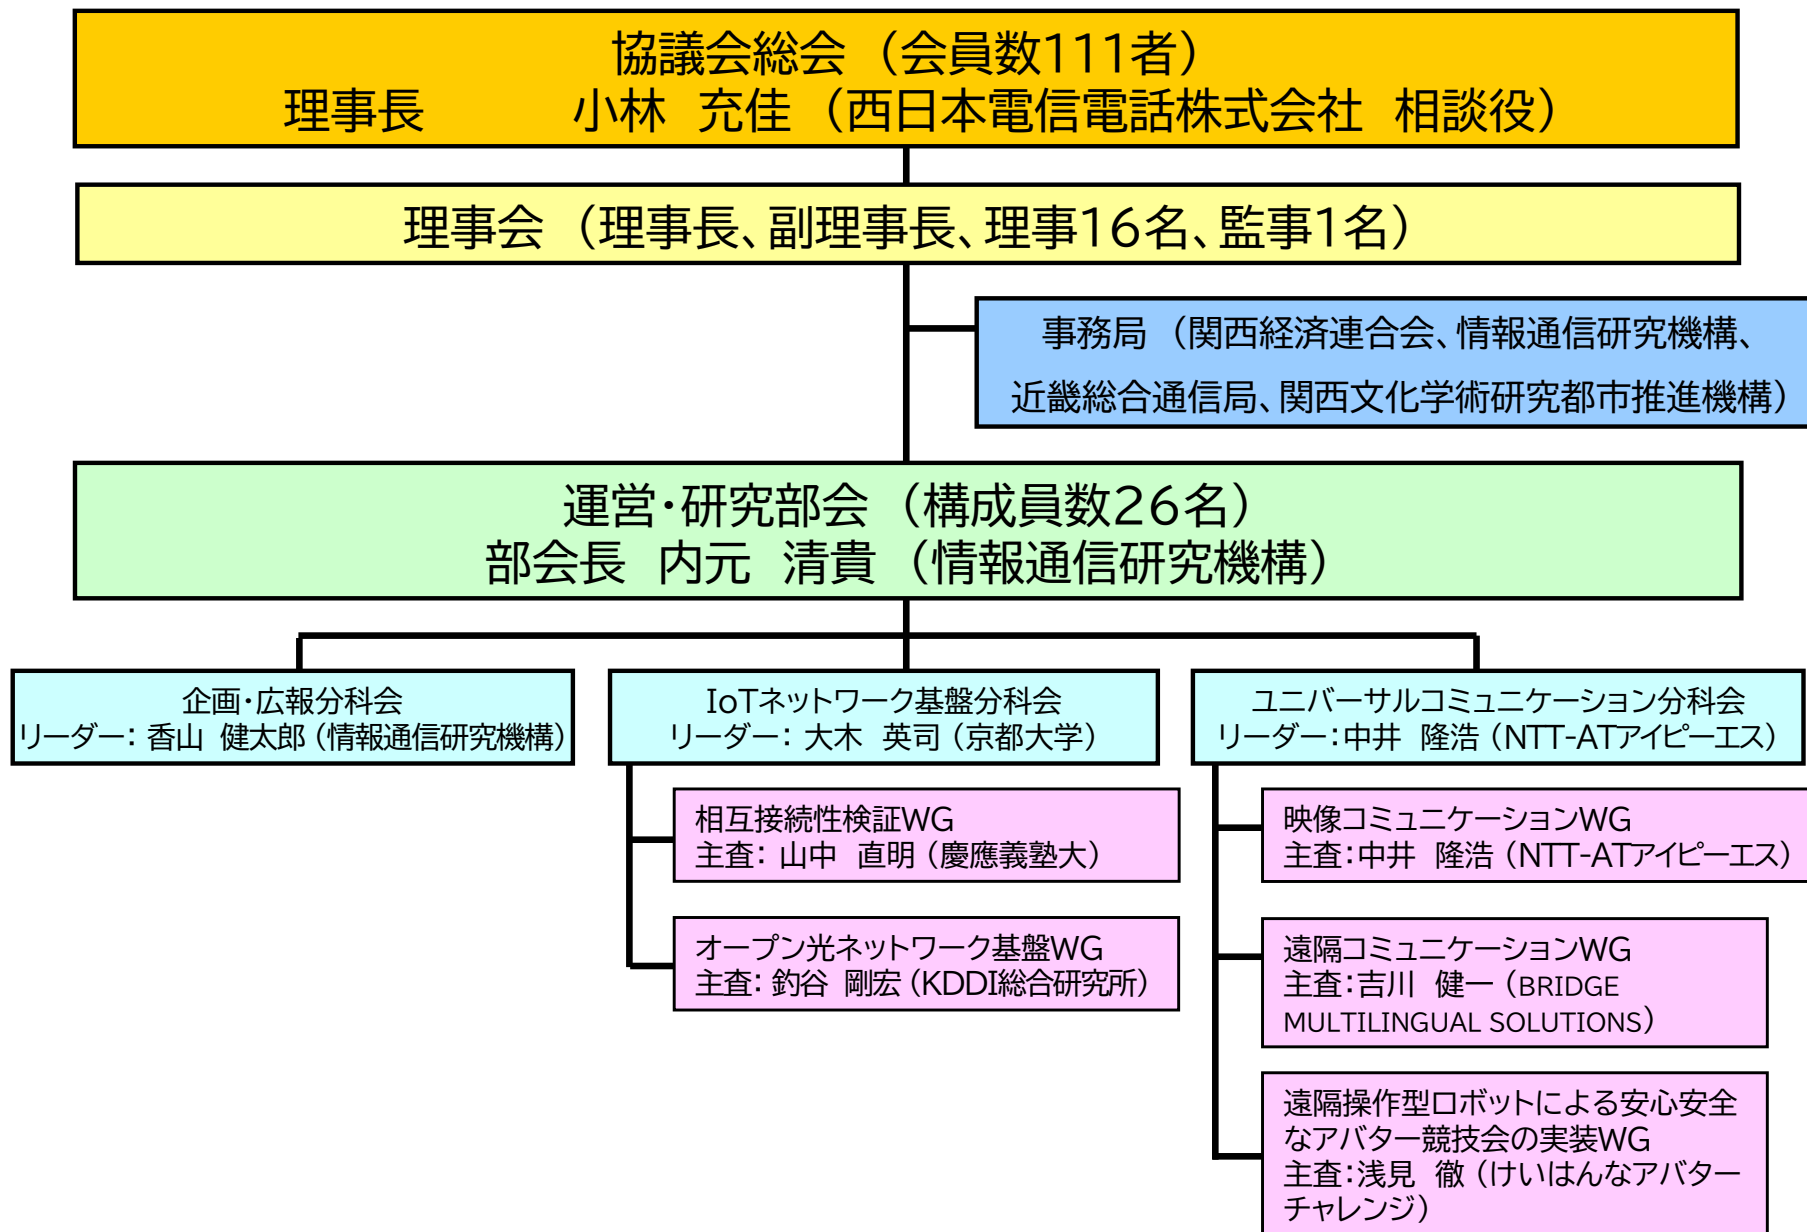 協議会総会 （会員数111者）
理事長　　　小林　充佳 （西日本電信電話株式会社　相談役）
理事会 （理事長、副理事長、理事16名、監事1名）
事務局 （関西経済連合会、情報通信研究機構、
近畿総合通信局、関西文化学術研究都市推進機構）
運営・研究部会 （構成員数26名）
部会長　内元　清貴 （情報通信研究機構）
企画・広報分科会
リーダー： 香山　健太郎 （情報通信研究機構）
IoTネットワーク基盤分科会
リーダー： 大木　英司 （京都大学）
相互接続性検証WG
主査： 山中　直明 （慶應義塾大）
オープン光ネットワーク基盤WG
主査： 釣谷　剛宏 （KDDI総合研究所）
ユニバーサルコミュニケーション分科会
リーダー：中井　隆浩 （NTT-ATアイピーエス）
映像コミュニケーションWG
主査：中井　隆浩 （NTT-ATアイピーエス）
遠隔コミュニケーションWG
主査：吉川　健一 （BRIDGE
MULTILINGUAL SOLUTIONS）
遠隔操作型ロボットによる安心安全
なアバター競技会の実装WG
主査：浅見　徹 （けいはんなアバター
チャレンジ）